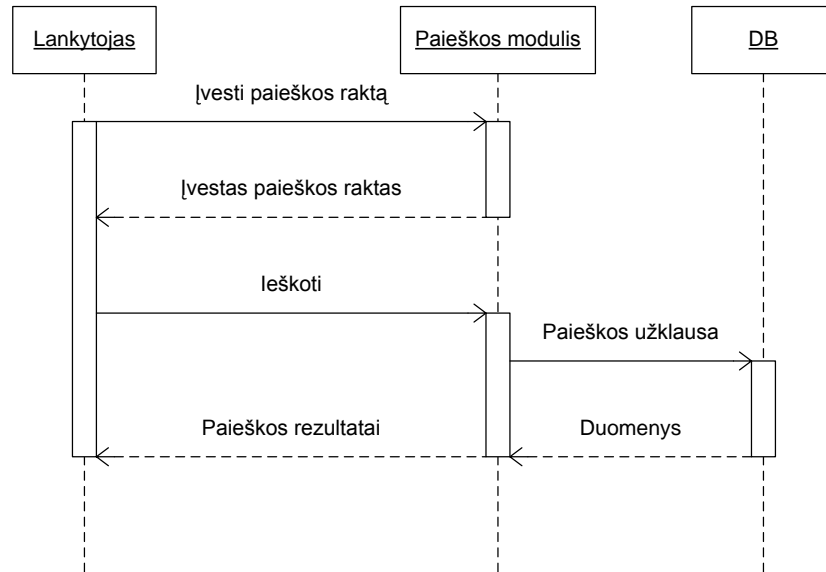 Lankytojas
Paieškos modulis
DB
Įvesti paieškos raktą
Įvestas paieškos raktas
Ieškoti
Paieškos užklausa
Paieškos rezultatai
Duomenys